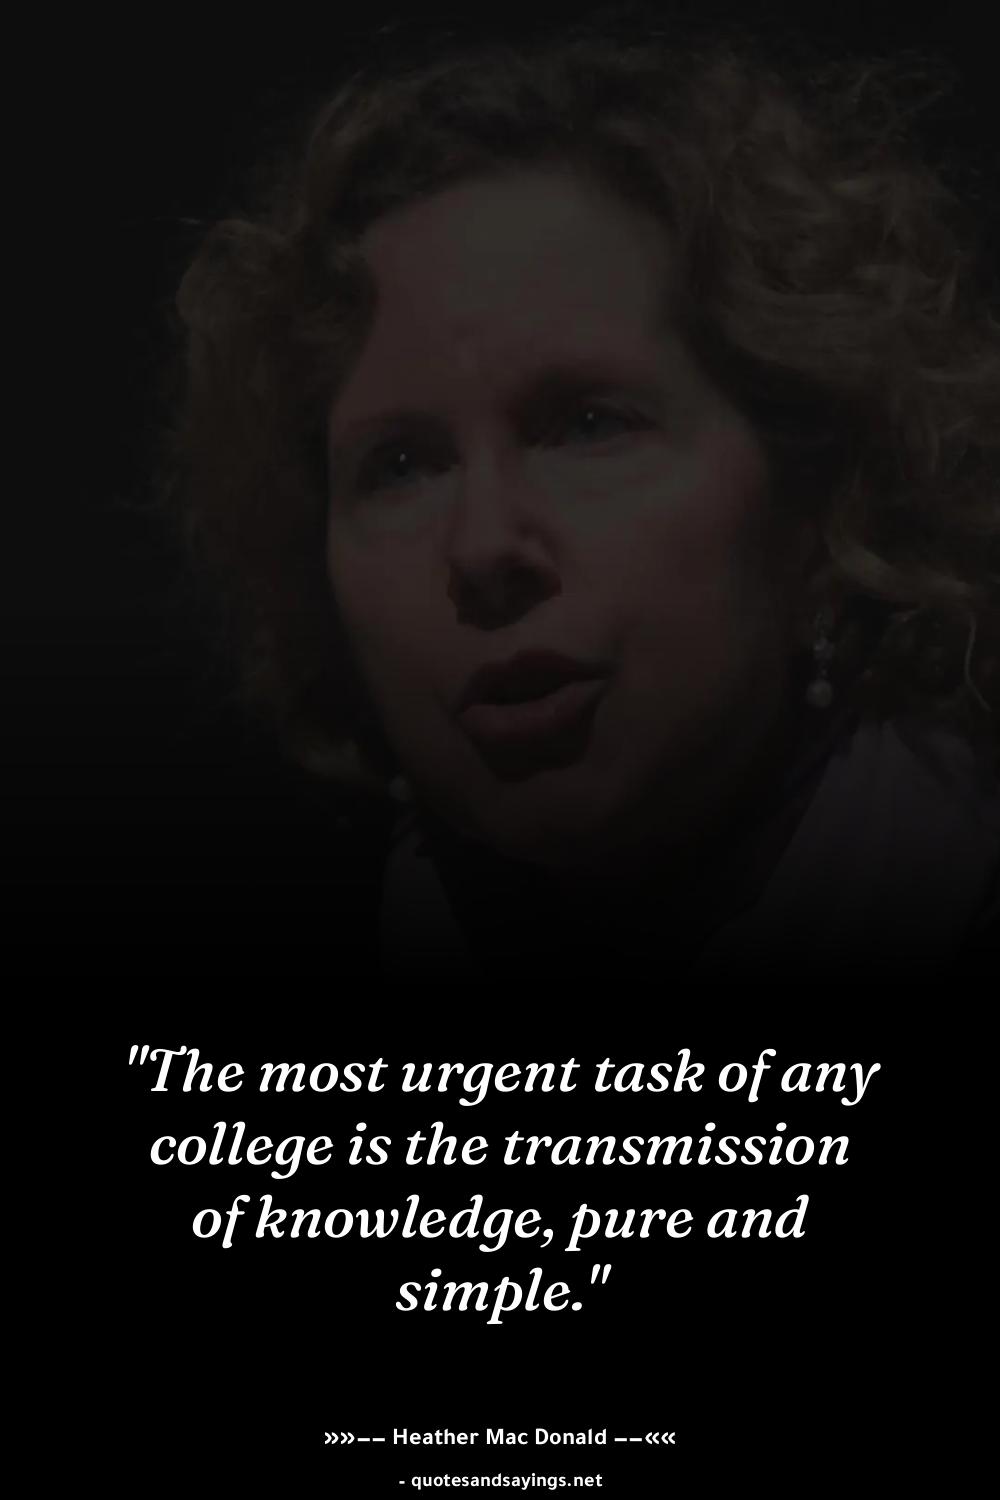 "The most urgent task of any
college is the transmission
of knowledge, pure and
simple."
»»–– Heather Mac Donald ––««
- quotesandsayings.net